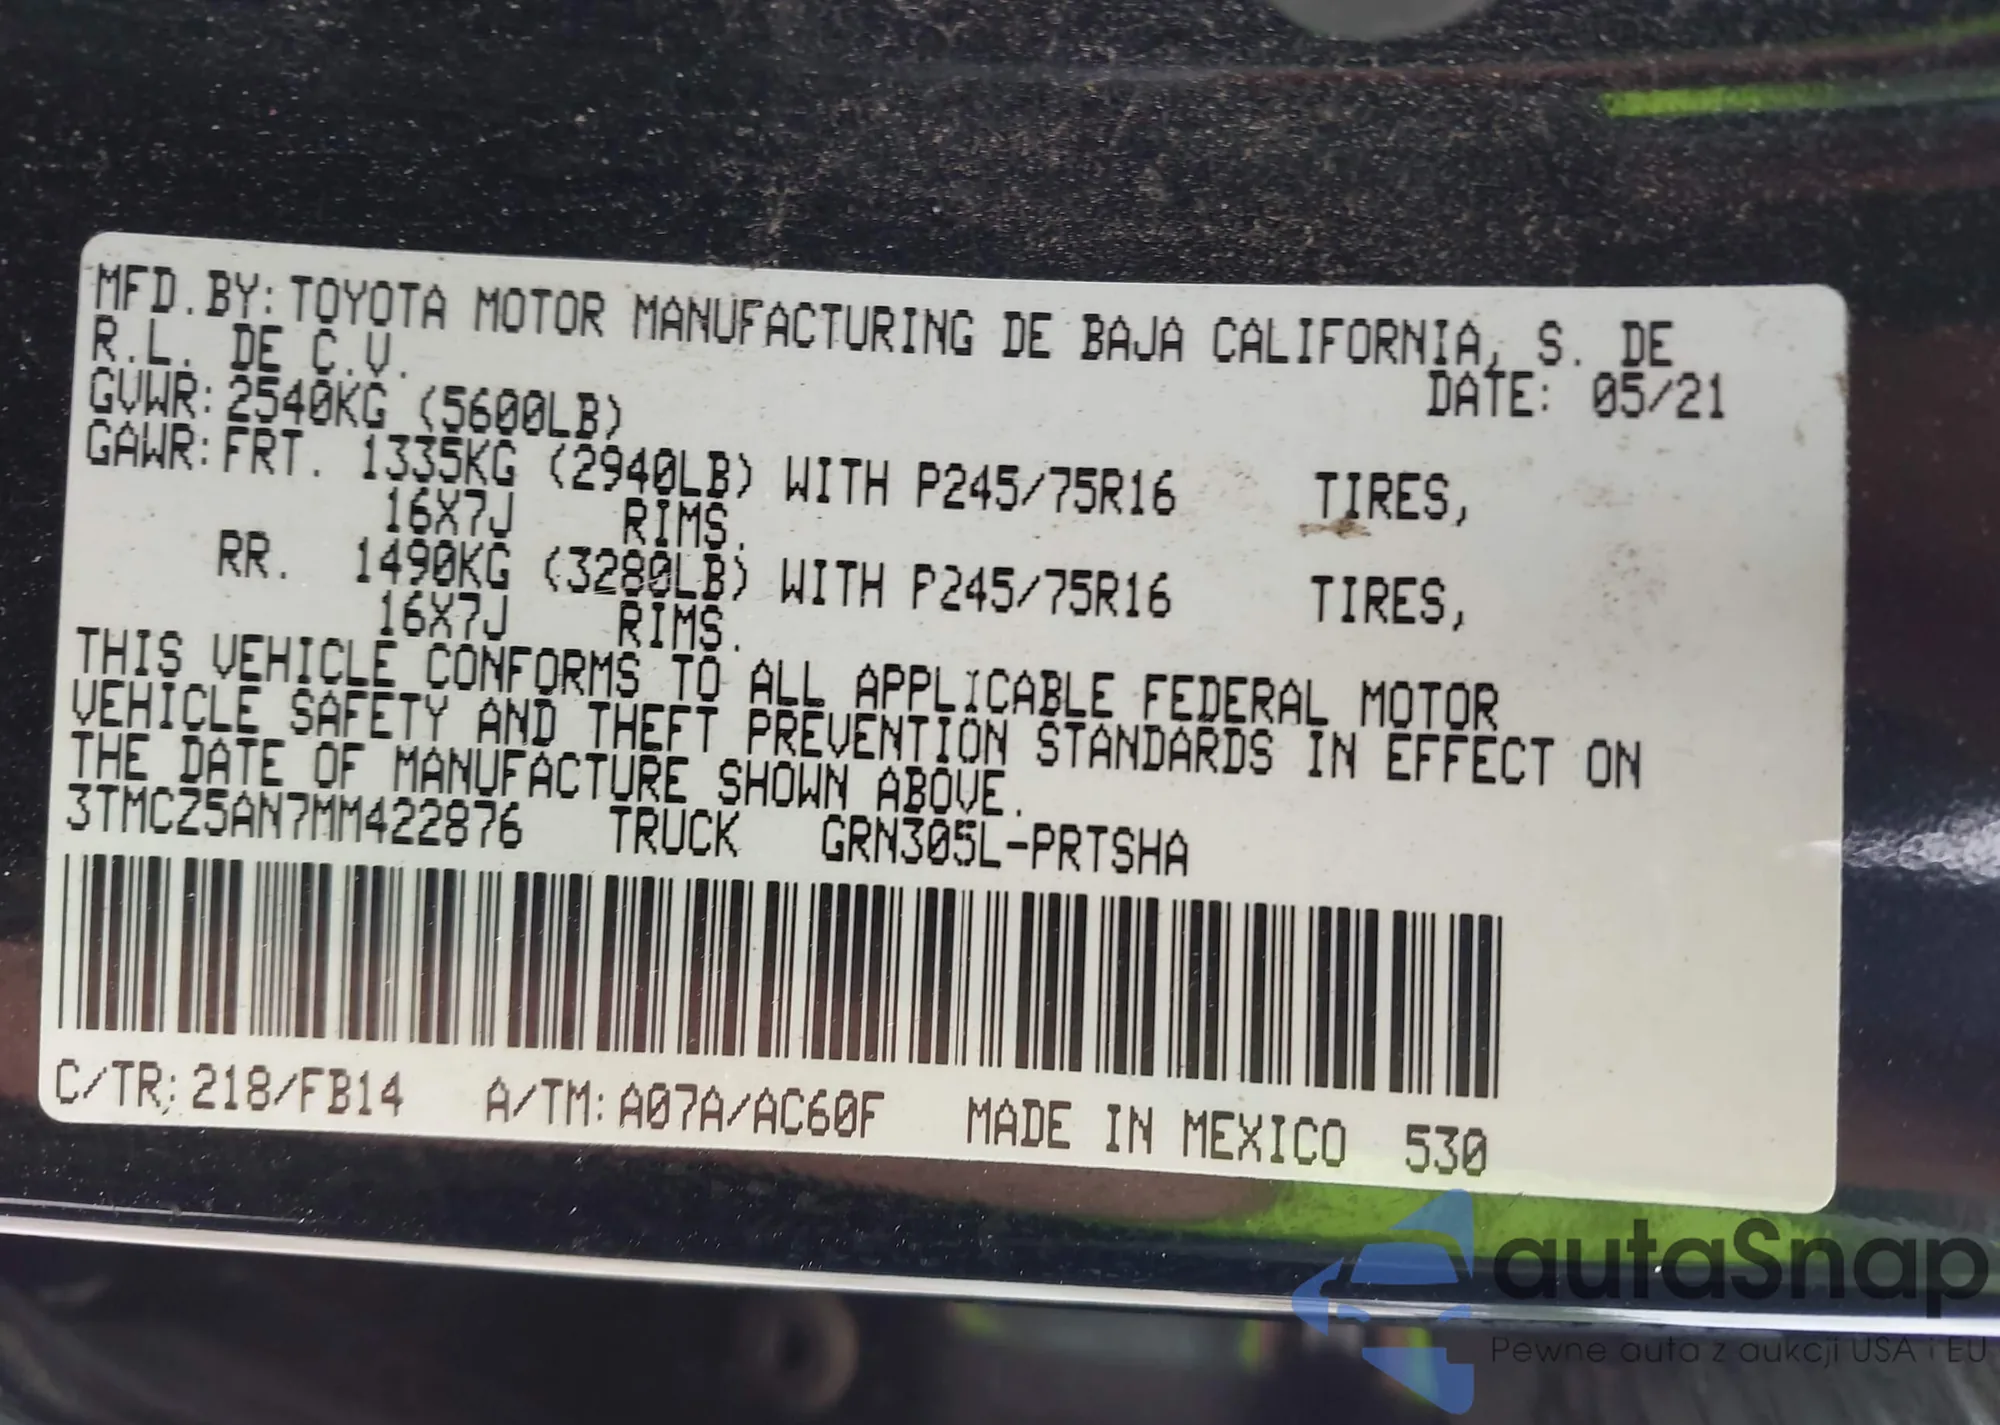 MFD.BY: TOYOTA MOTOR MANUFACTURING DE BAJA CALIFORNIA, S. DE
R.L. DE C.V.
DATE: 05/21
GVWR: 2540KG (5600LB)
GAWR: FRT. 1335KG (2940LB) WITH P245/75R16 TIRES,
16X7J RIMS.
RR. 1490KG (3280LB) WITH P245/75R16 TIRES,
16X7J RIMS.
THIS VEHICLE CONFORMS TO ALL APPLICABLE FEDERAL MOTOR
VEHICLE SAFETY AND THEFT PREVENTION STANDARDS IN EFFECT ON
THE DATE OF MANUFACTURE SHOWN ABOVE.
3TMCZ5AN7MM422876 TRUCK GRN305L-PRTSHA
C/TR: 218/FB14 A/TM: A07A/AC60F MADE IN MEXICO 530
autaSnap
Pewne auta z aukcji USA i EU